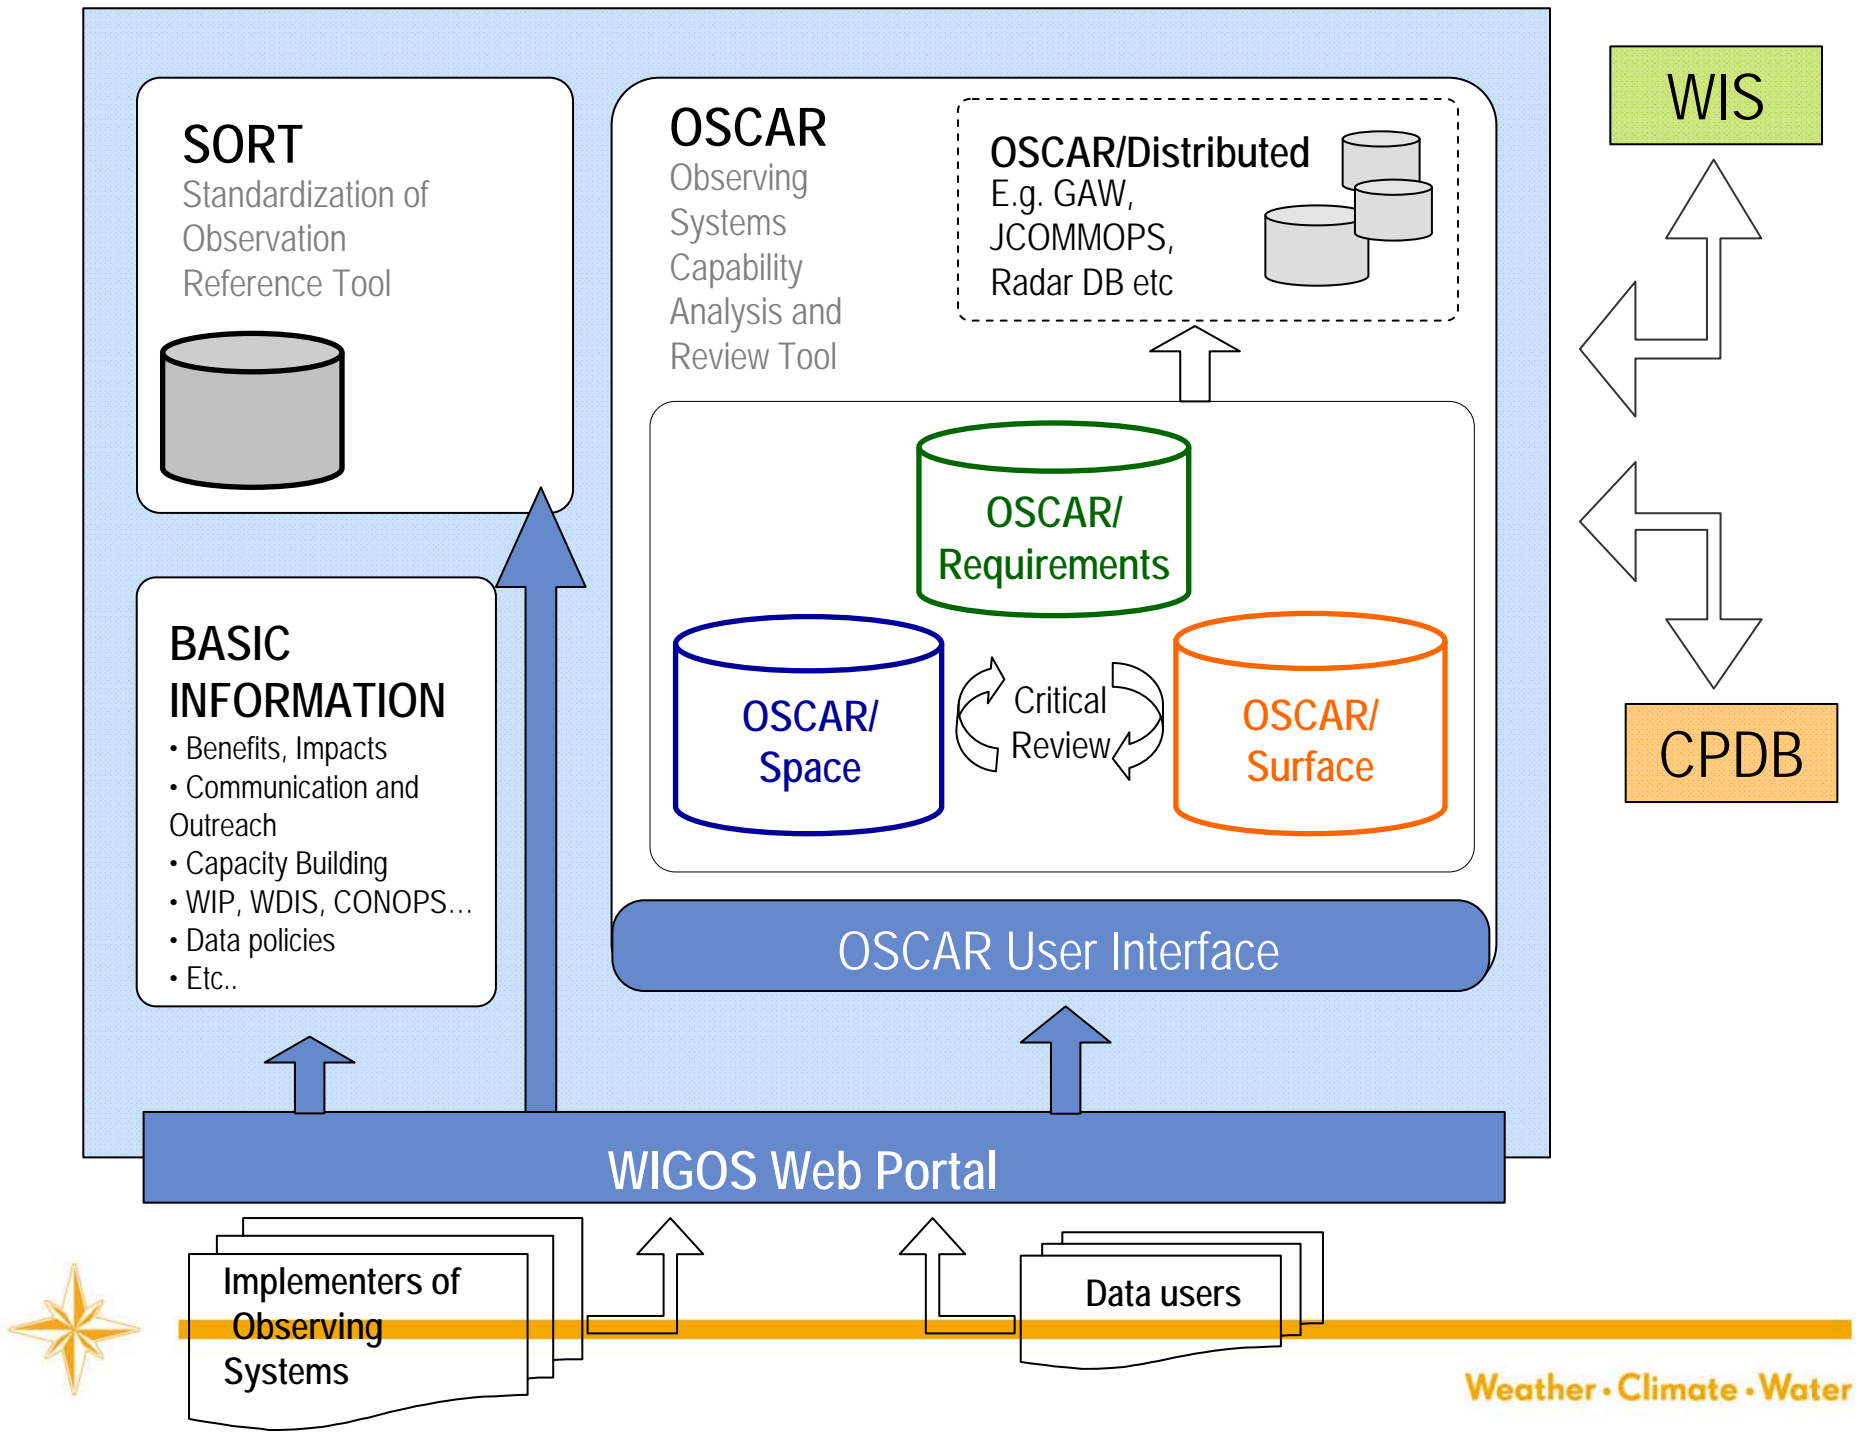 SORT
Standardization of
Observation
Reference Tool
OSCAR
Observing
Systems
Capability
Analysis and
Review Tool
OSCAR/Distributed
E.g. GAW,
JCOMMOPS,
Radar DB etc
WIS
OSCAR/
Requirements
OSCAR/
Space
Critical
Review
OSCAR/
Surface
CPDB
BASIC
INFORMATION
• Benefits, Impacts
• Communication and
Outreach
• Capacity Building
• WIP, WDIS, CONOPS…
• Data policies
• Etc..
OSCAR User Interface
WIGOS Web Portal
Implementers of
Observing
Systems
Data users
Weather • Climate • Water